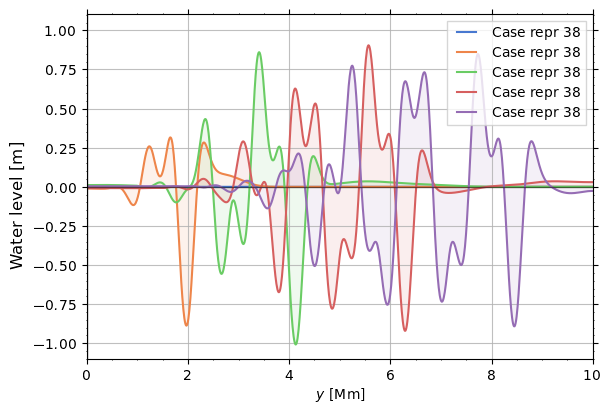 1.00
0.75
0.50
0.25
0.00
−0.25
−0.50
−0.75
−1.00
Water level [m]
Case repr 38
Case repr 38
Case repr 38
Case repr 38
Case repr 38
0 2 4 6 8 10
y [Mm]